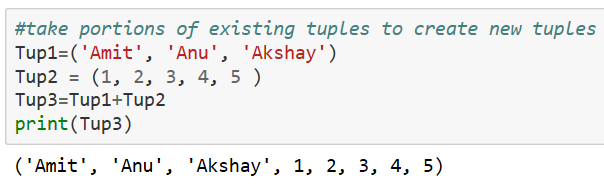 #take portions of existing tuples to create new tuples
Tup1=('Amit', 'Anu', 'Akshay')
Tup2 = (1, 2, 3, 4, 5 )
Tup3=Tup1+Tup2
print(Tup3)
('Amit', 'Anu', 'Akshay', 1, 2, 3, 4, 5)